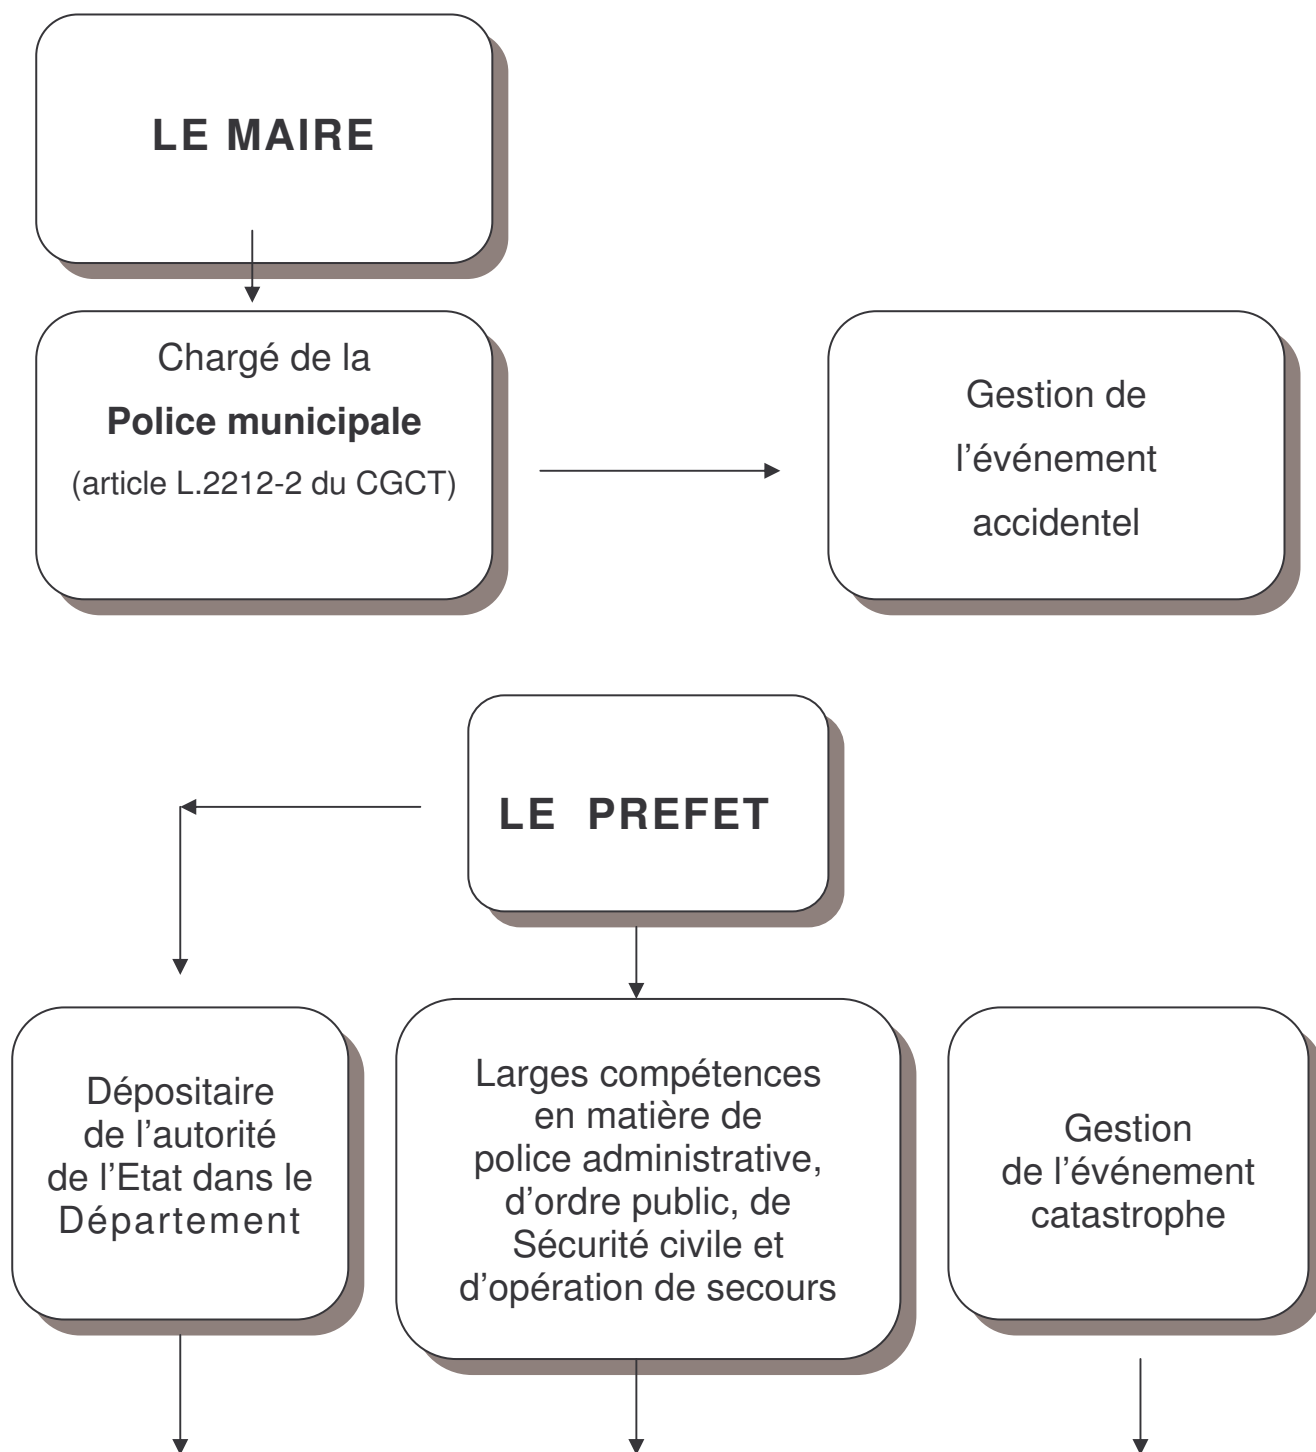 LE MAIRE
Chargé de la
Police municipale
(article L.2212-2 du CGCT)
Gestion de
l’événement
accidentel
LE PREFET
Dépositaire
de l’autorité
de l’Etat dans le
Département
Larges compétences
en matière de
police administrative,
d’ordre public, de
Sécurité civile et
d’opération de secours
Gestion
de l’événement
catastrophe